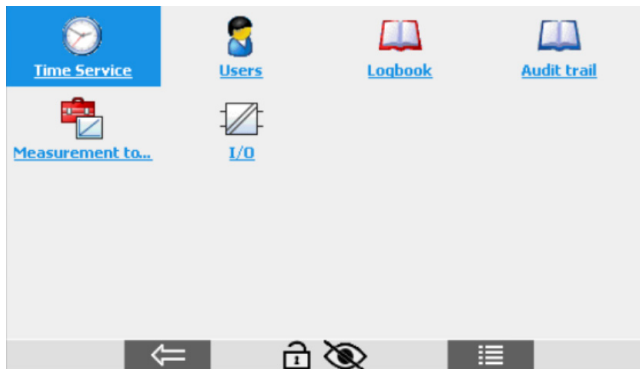 Time Service
Users
Logbook
Audit trail
Measurement to...
I/O